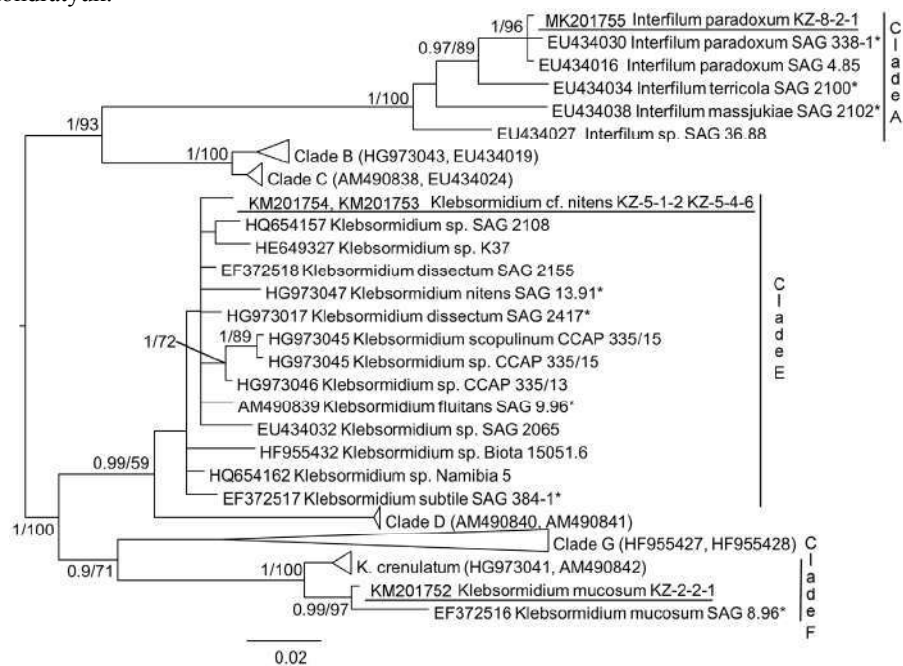 MK201755 Interfilum paradoxum KZ-8-2-1
1/96
EU434030 Interfilum paradoxum SAG 338-1*
0.97/89
EU434016 Interfilum paradoxum SAG 4.85
EU434034 Interfilum terricola SAG 2100*
1/100
EU434038 Interfilum massjukiae SAG 2102*
EU434027 Interfilum sp. SAG 36.88
Clade A
1/93
1/100
Clade B (HG973043, EU434019)
Clade C (AM490838, EU434024)
KM201754, KM201753 Klebsormidium cf. nitens KZ-5-1-2 KZ-5-4-6
HQ654157 Klebsormidium sp. SAG 2108
HE649327 Klebsormidium sp. K37
EF372518 Klebsormidium dissectum SAG 2155
HG973047 Klebsormidium nitens SAG 13.91*
HG973017 Klebsormidium dissectum SAG 2417*
1/72
1/89
HG973045 Klebsormidium scopulinum CCAP 335/15
HG973045 Klebsormidium sp. CCAP 335/15
HG973046 Klebsormidium sp. CCAP 335/13
AM490839 Klebsormidium fluitans SAG 9.96*
EU434032 Klebsormidium sp. SAG 2065
HF955432 Klebsormidium sp. Biota 15051.6
HQ654162 Klebsormidium sp. Namibia 5
EF372517 Klebsormidium subtile SAG 384-1*
Clade E
0.99/59
Clade D (AM490840, AM490841)
1/100
Clade G (HF955427, HF955428)
0.9/71
1/100
K. crenulatum (HG973041, AM490842)
KM201752 Klebsormidium mucosum KZ-2-2-1
0.99/97
EF372516 Klebsormidium mucosum SAG 8.96*
Clade F
0.02